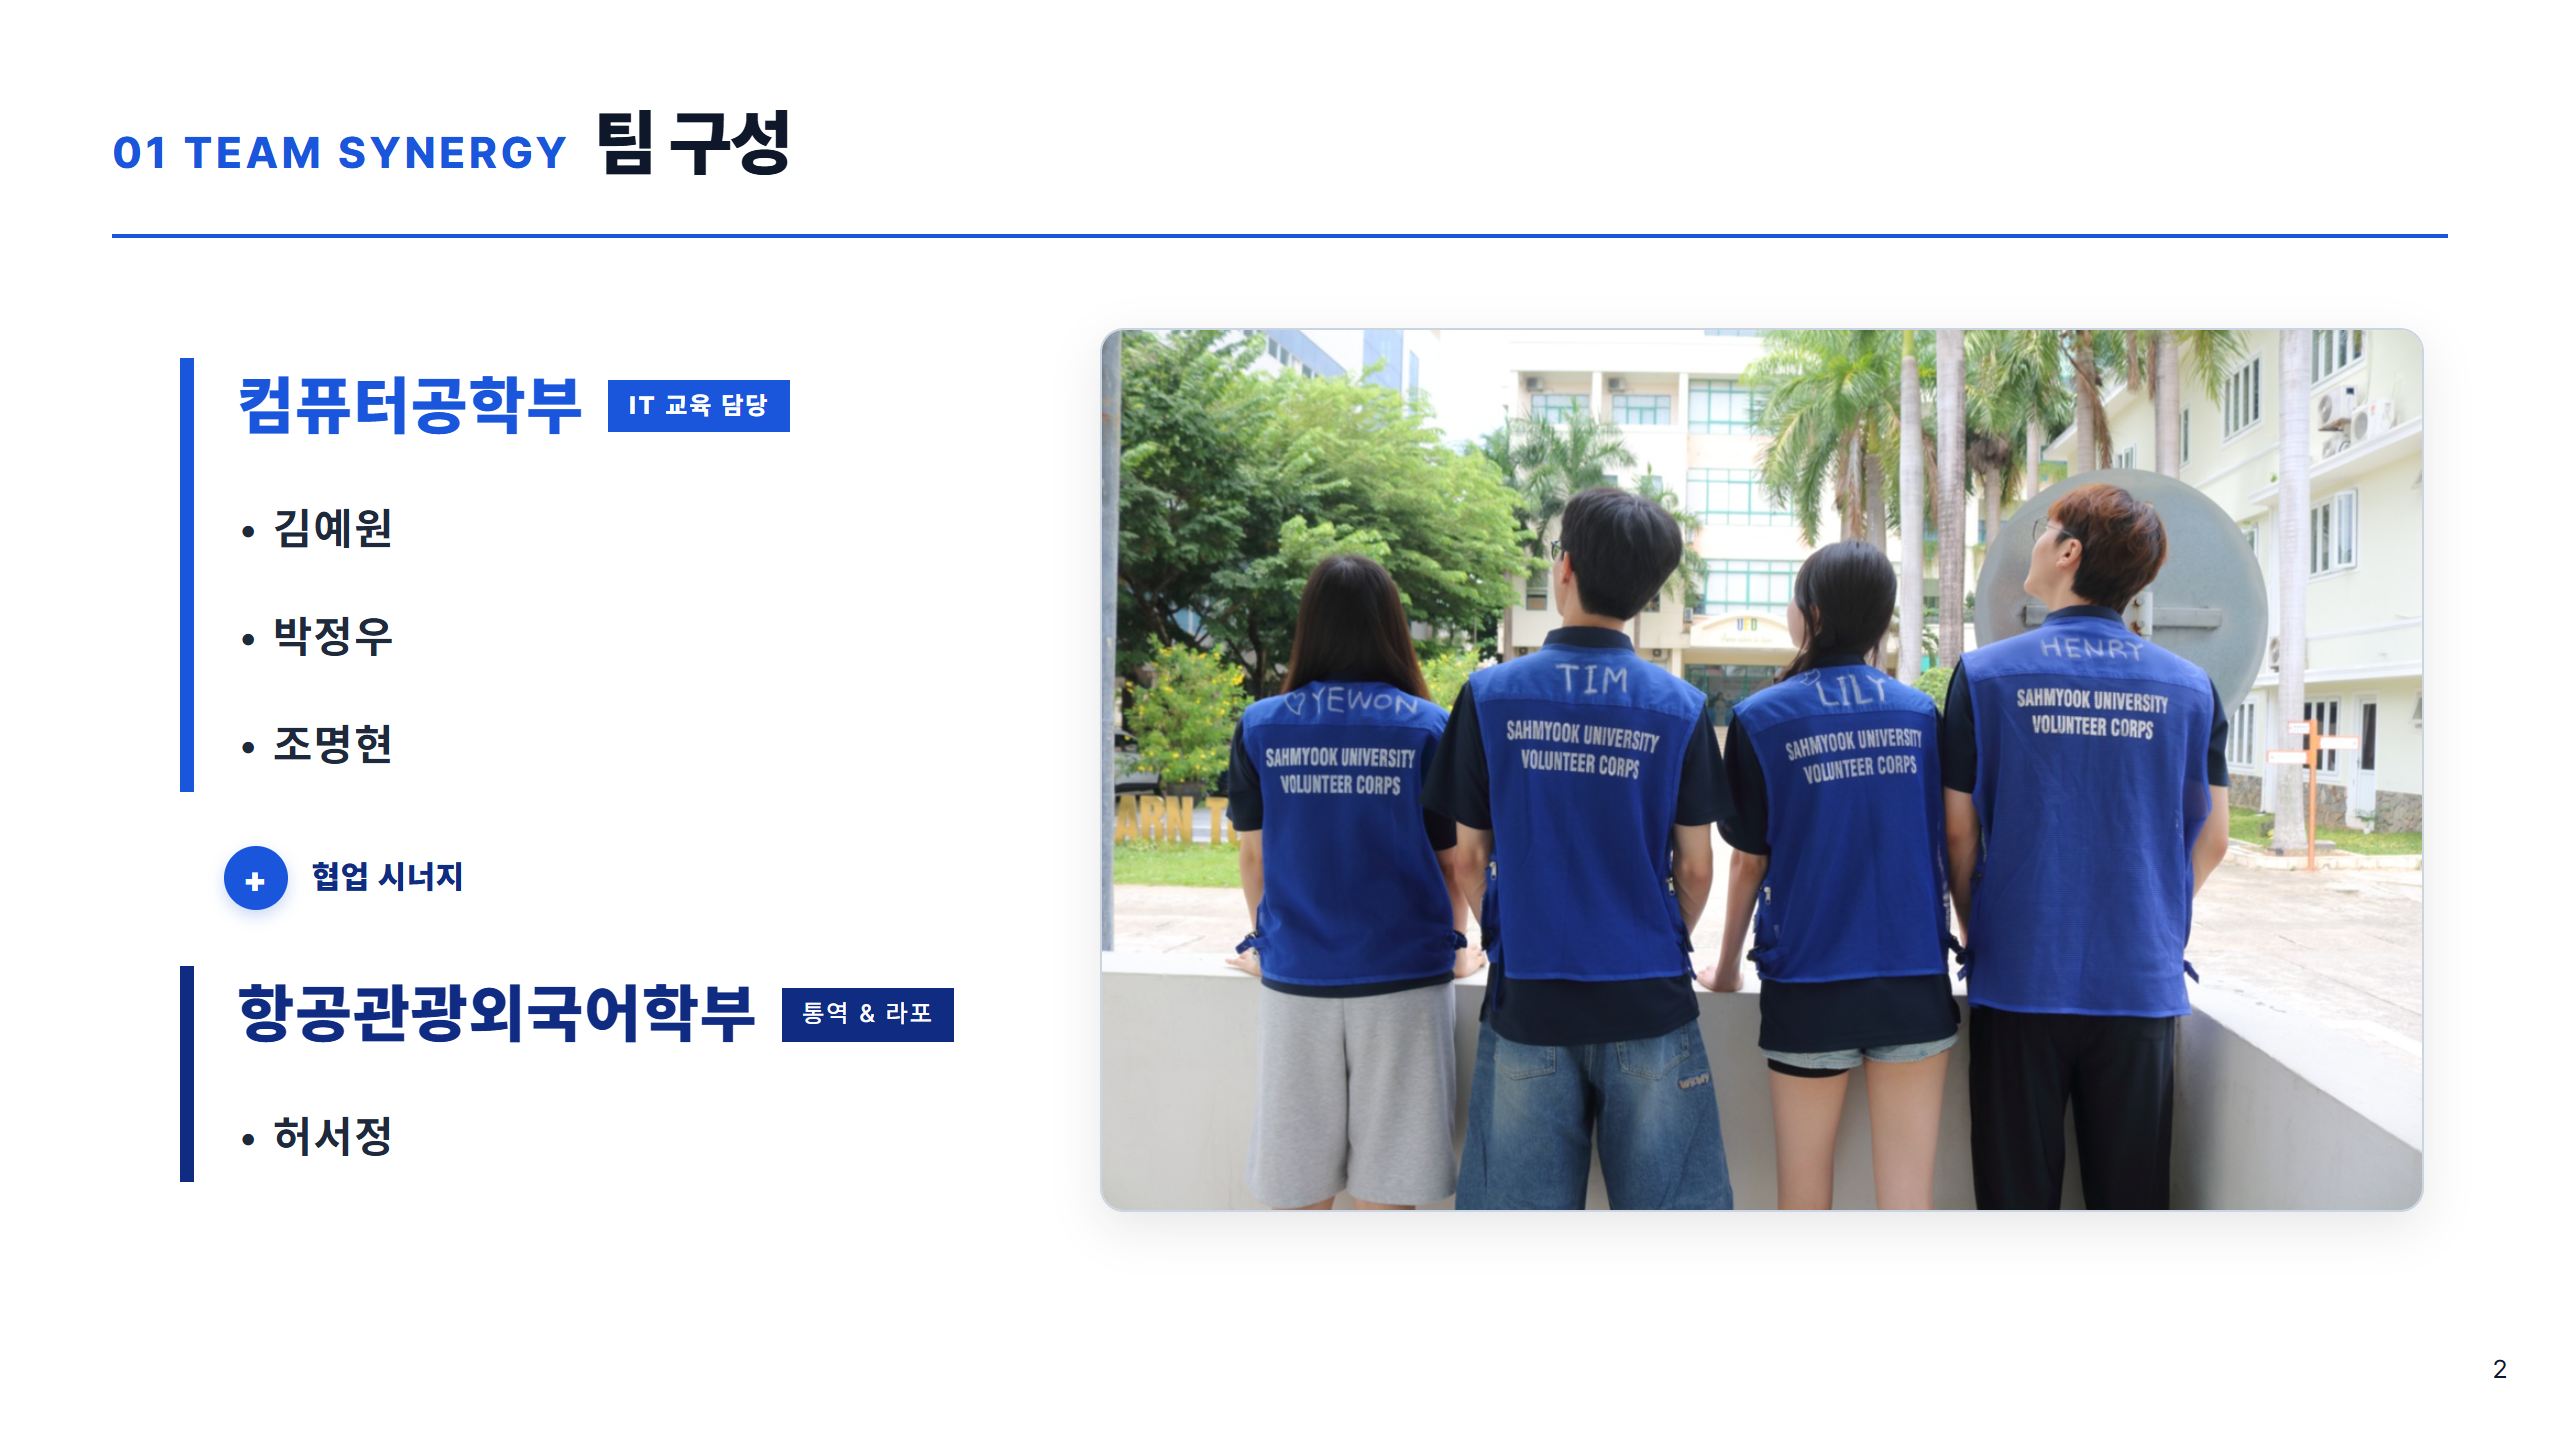 01 TEAM SYNERGY 팀 구성
컴퓨터공학부 IT 교육 담당
• 김예원
• 박정우
• 조명현
+ 협업 시너지
항공관광외국어학부 통역 & 라포
• 허서정
♡YEWON
SAHMYOOK UNIVERSITY
VOLUNTEER CORPS
TIM
SAHMYOOK UNIVERSITY
VOLUNTEER CORPS
♡LILY
SAHMYOOK UNIVERSITY
VOLUNTEER CORPS
HENRY
SAHMYOOK UNIVERSITY
VOLUNTEER CORPS
ARN T
2